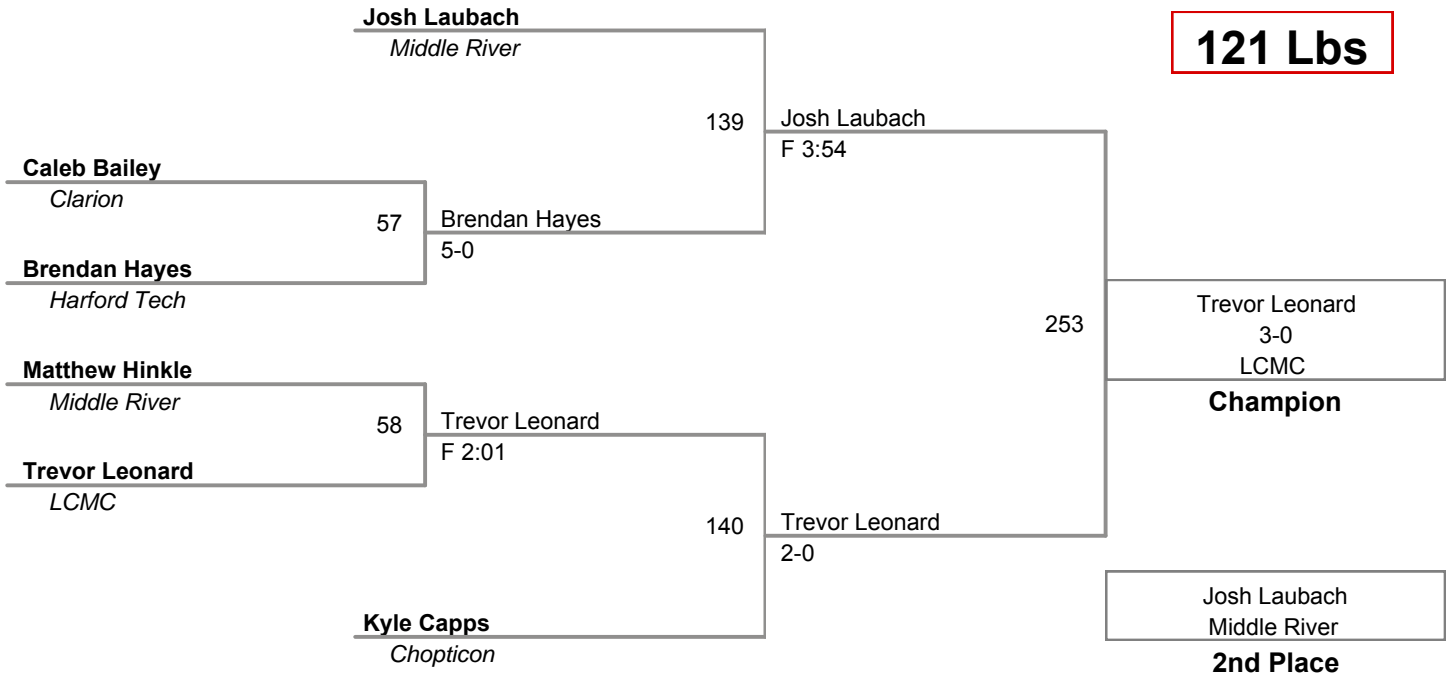 Josh Laubach
Middle River
121 Lbs
139
Josh Laubach
F 3:54
Caleb Bailey
Clarion
57
Brendan Hayes
5-0
Brendan Hayes
Harford Tech
253
Trevor Leonard
3-0
LCMC
Champion
Matthew Hinkle
Middle River
58
Trevor Leonard
F 2:01
Trevor Leonard
LCMC
140
Trevor Leonard
2-0
Kyle Capps
Chopticon
Josh Laubach
Middle River
2nd Place